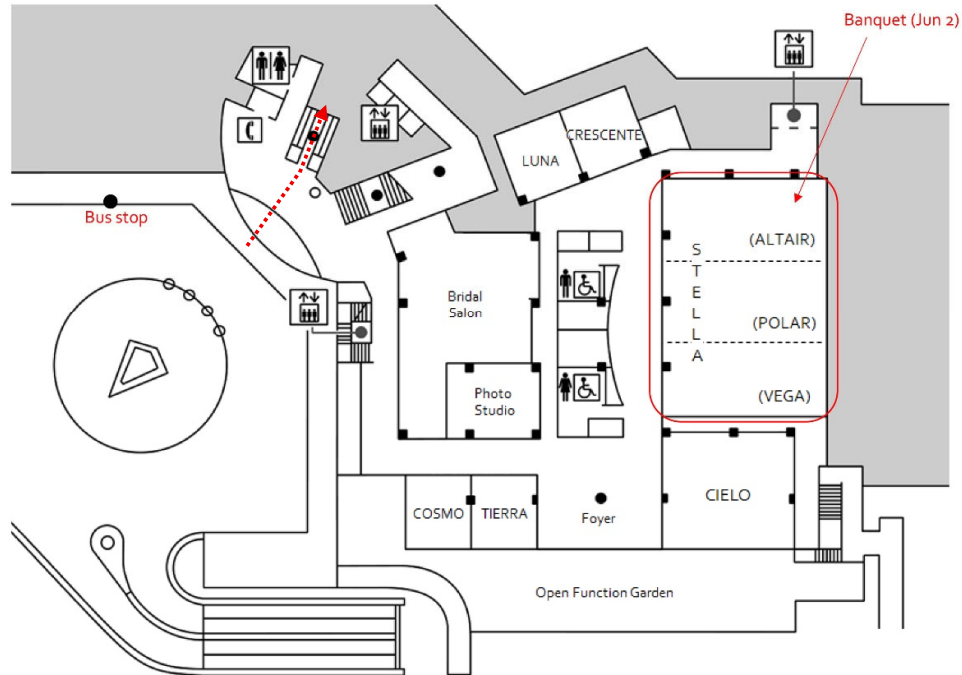 Banquet (Jun 2)
CRESCENTE
LUNA
Bus stop
STELLA
(ALTAIR)
Bridal
Salon
(POLAR)
Photo
Studio
(VEGA)
COSMO
TIERRA
Foyer
CIELO
Open Function Garden